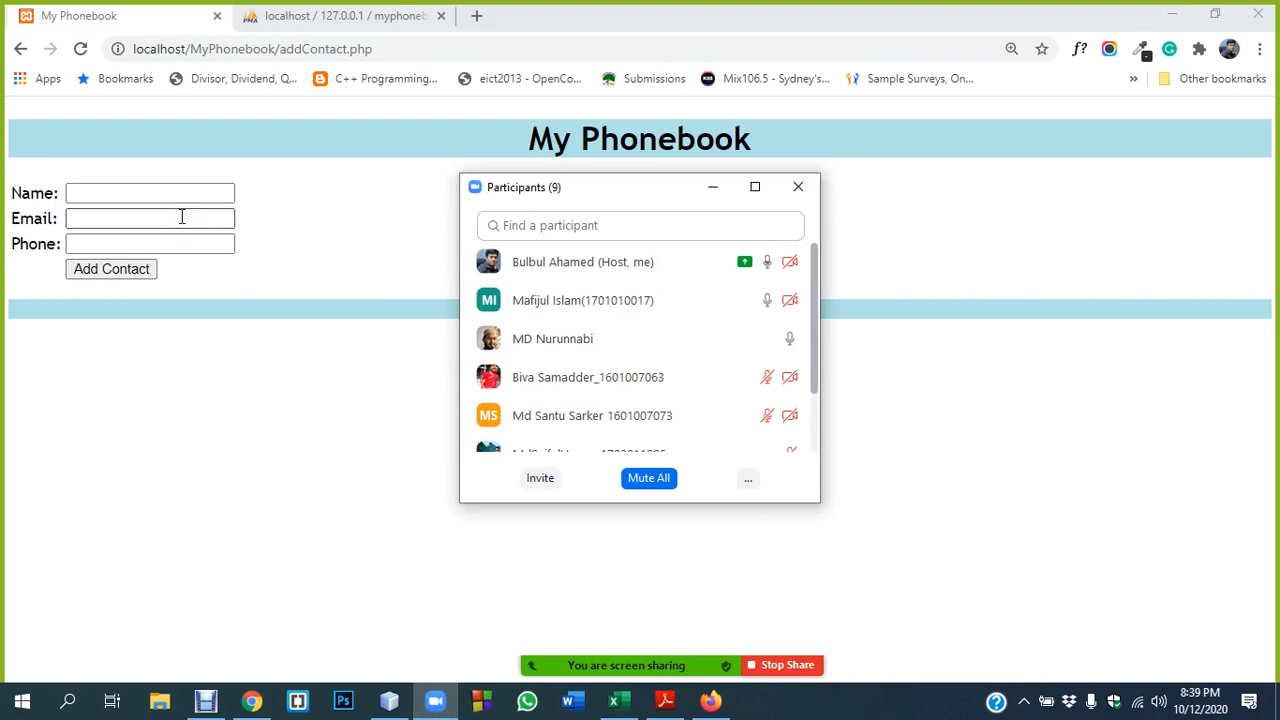 My Phonebook
localhost / 127.0.0.1 / myphoneb
localhost/MyPhonebook/addContact.php
f?
Apps
Bookmarks
Divisor, Dividend, Q...
C++ Programming...
eict2013 - OpenCo...
Submissions
Mix106.5 - Sydney's...
Sample Surveys, On...
»
Other bookmarks
My Phonebook
Name:
Email:
Phone:
Add Contact
Participants (9)
Find a participant
Bulbul Ahamed (Host, me)
MI Mafijul Islam(1701010017)
MD Nurunnabi
Biva Samadder_1601007063
MS Md Santu Sarker 1601007073
Invite
Mute All
...
You are screen sharing
Stop Share
8:39 PM
10/12/2020